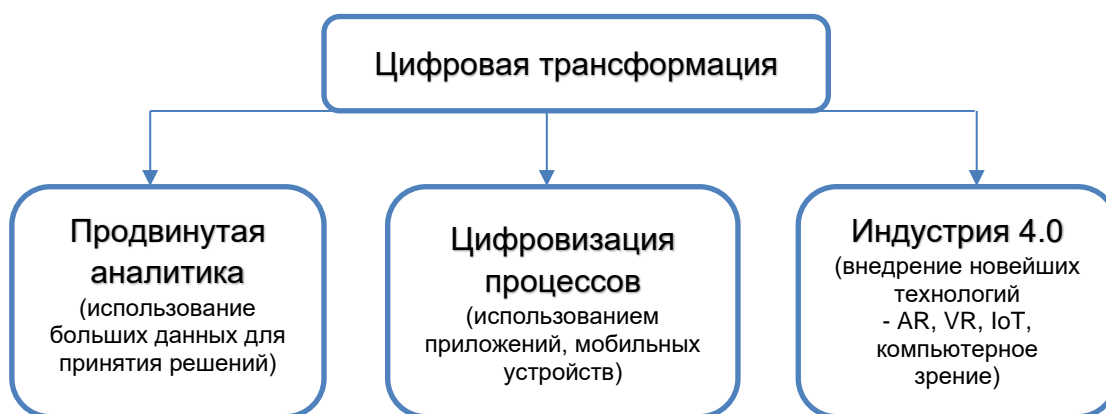 Цифровая трансформация
Продвинутая
аналитика
(использование
больших данных для
принятия решений)
Цифровизация
процессов
(использованием
приложений, мобильных
устройств)
Индустрия 4.0
(внедрение новейших
технологий
- AR, VR, IoT,
компьютерное
зрение)